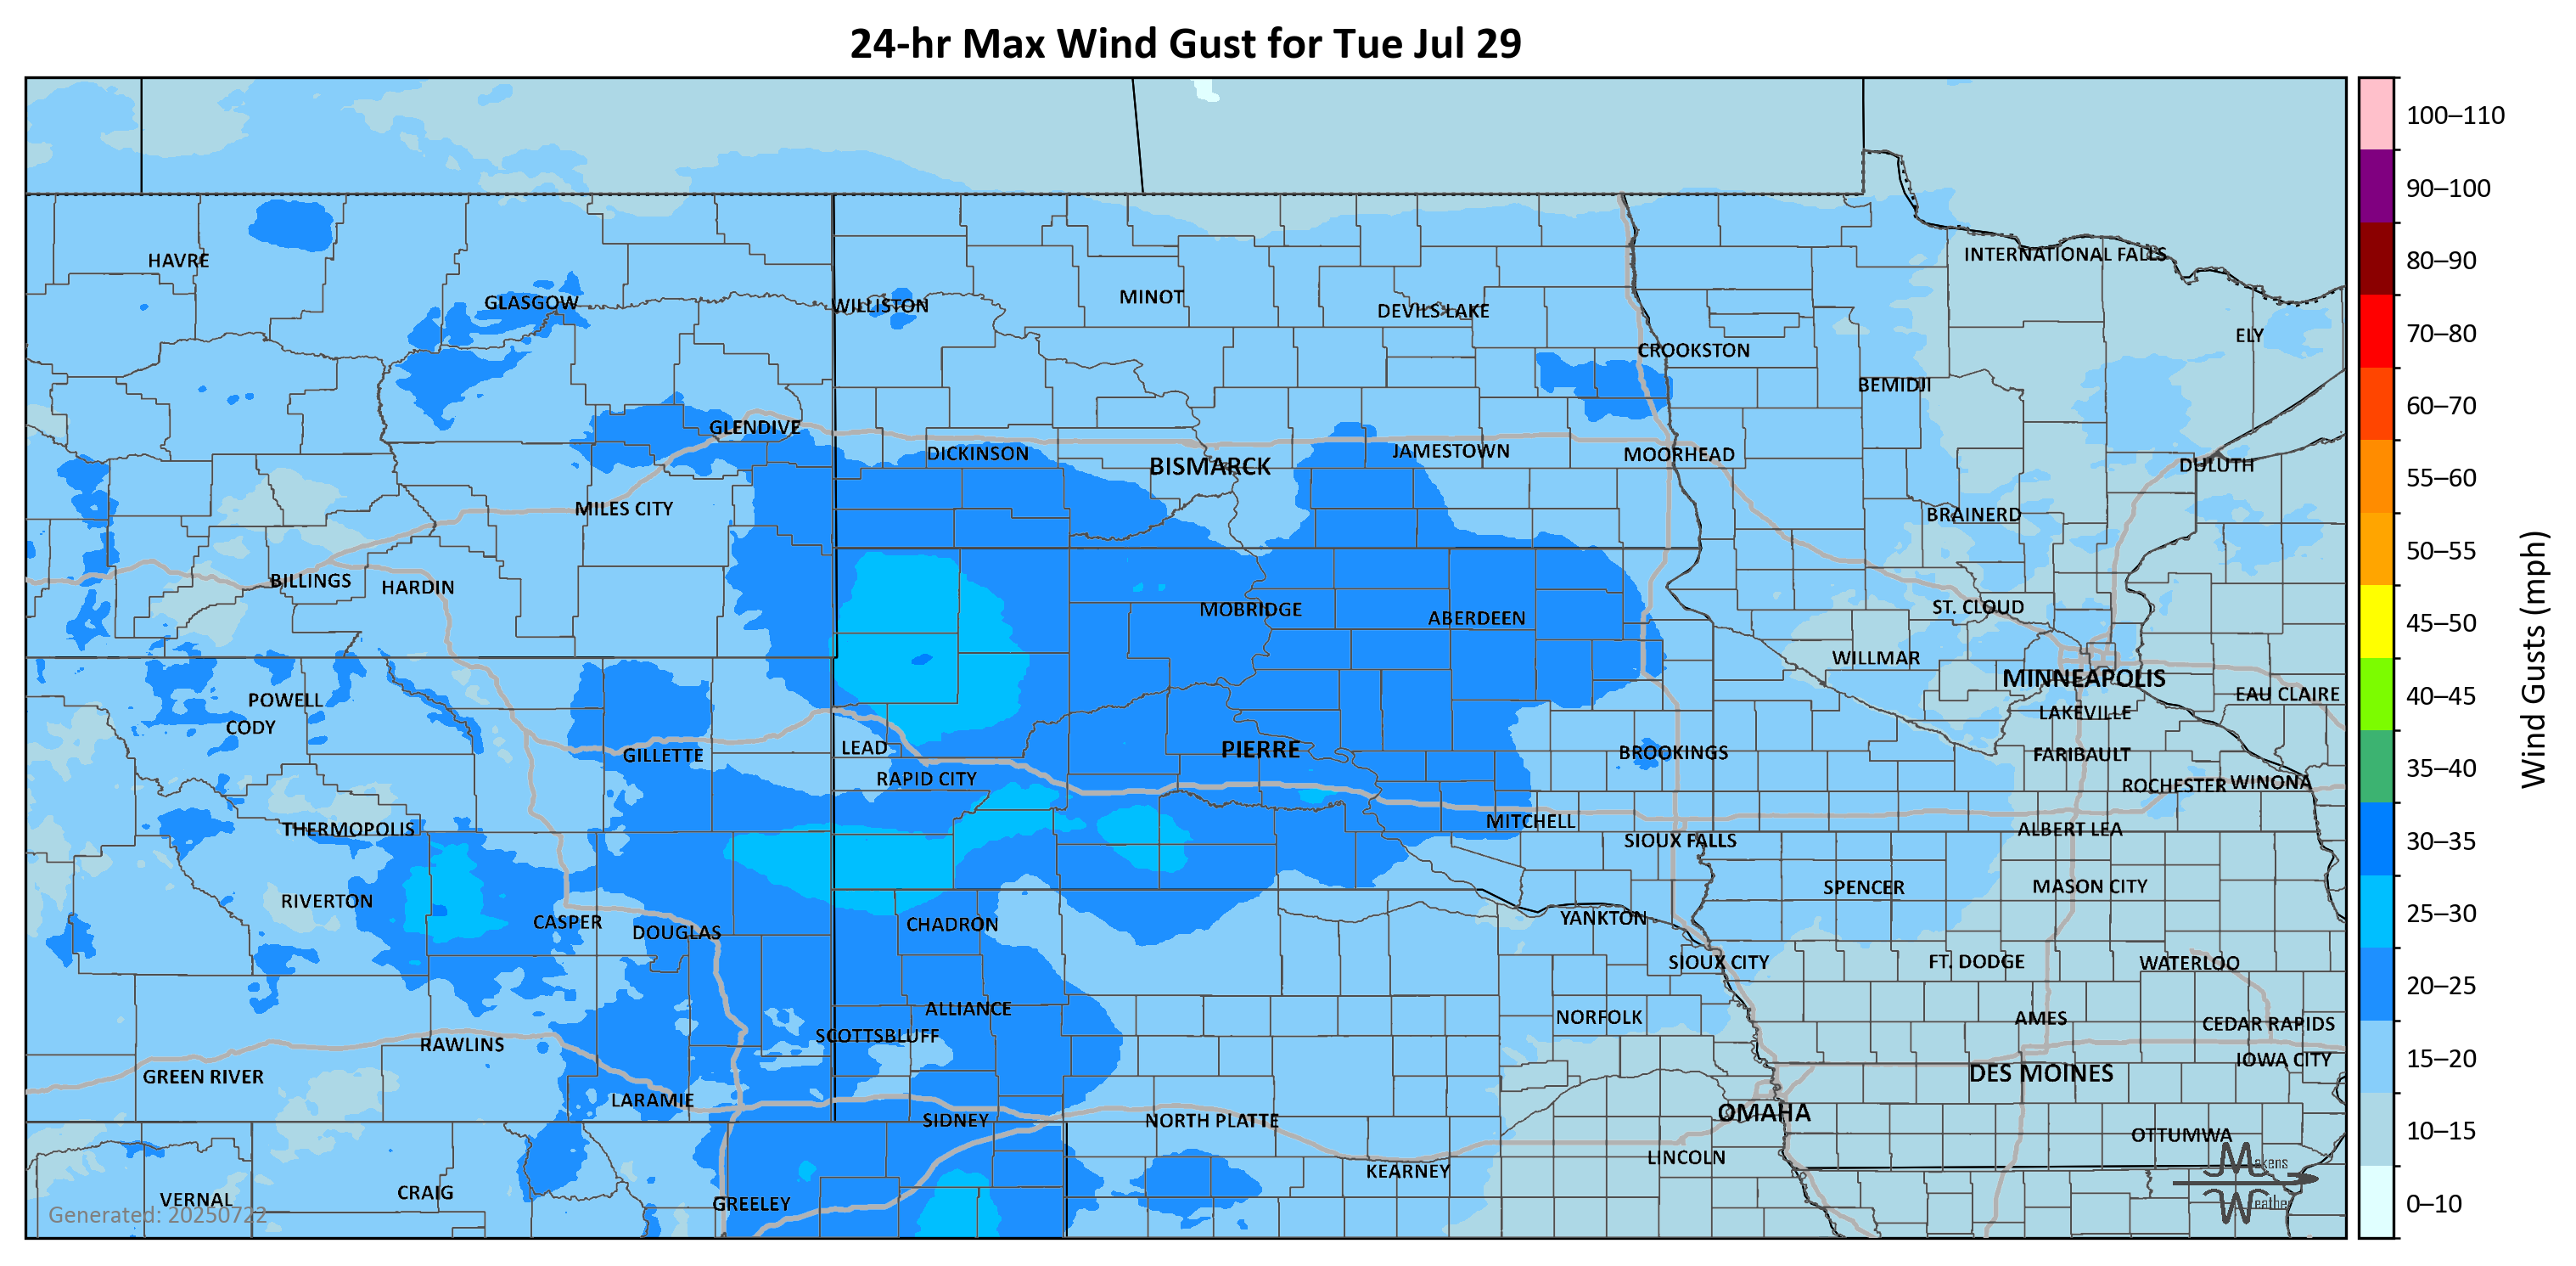 24-hr Max Wind Gust for Tue Jul 29
100–110
90–100
80–90
70–80
60–70
55–60
50–55
45–50
40–45
35–40
30–35
25–30
20–25
15–20
10–15
0–10
Wind Gusts (mph)
HAVRE
INTERNATIONAL FALLS
GLASGOW
WILLISTON
MINOT
DEVILS LAKE
ELY
CROOKSTON
BEMIDJI
GLENDIVE
DICKINSON
BISMARCK
JAMESTOWN
MOORHEAD
DULUTH
MILES CITY
BRAINERD
BILLINGS
HARDIN
MOBRIDGE
ABERDEEN
ST. CLOUD
WILLMAR
MINNEAPOLIS
POWELL
EAU CLAIRE
CODY
LAKEVILLE
GILLETTE
LEAD
PIERRE
BROOKINGS
FARIBAULT
RAPID CITY
ROCHESTER
WINONA
THERMOPOLIS
MITCHELL
ALBERT LEA
SIOUX FALLS
RIVERTON
SPENCER
MASON CITY
CASPER
DOUGLAS
CHADRON
YANKTON
SIOUX CITY
FT. DODGE
WATERLOO
ALLIANCE
NORFOLK
AMES
CEDAR RAPIDS
RAWLINS
SCOTTSBLUFF
IOWA CITY
GREEN RIVER
DES MOINES
LARAMIE
SIDNEY
NORTH PLATTE
OMAHA
OTTUMWA
KEARNEY
LINCOLN
VERNAL
CRAIG
GREELEY
Generated: 20250722
Makens
Weather